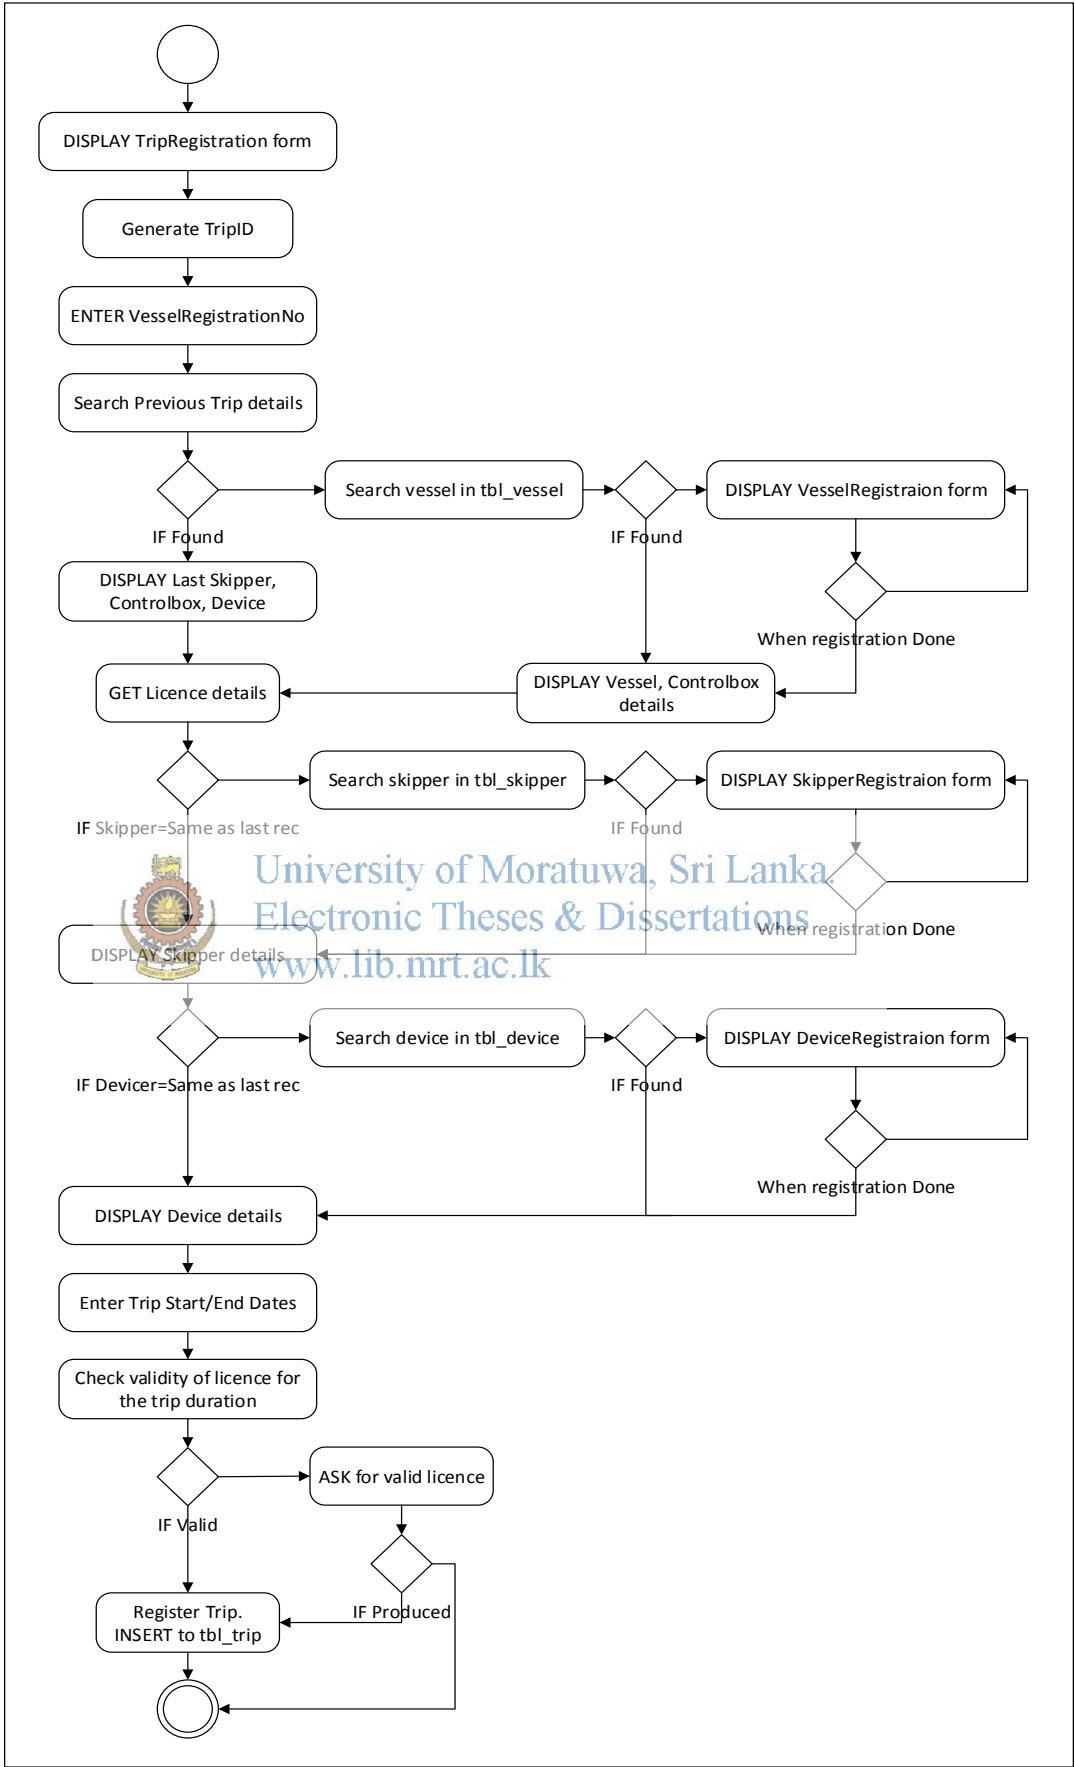 DISPLAY TripRegistration form
Generate TripID
ENTER VesselRegistrationNo
Search Previous Trip details
Search vessel in tbl_vessel
DISPLAY VesselRegistraion form
IF Found
IF Found
DISPLAY Last Skipper,
Controlbox, Device
When registration Done
GET Licence details
DISPLAY Vessel, Controlbox
details
Search skipper in tbl_skipper
DISPLAY SkipperRegistraion form
IF Skipper=Same as last rec
IF Found
University of Moratuwa, Sri Lanka.
Electronic Theses & Dissertations
www.lib.mrt.ac.lk
When registration Done
DISPLAY Skipper details
Search device in tbl_device
DISPLAY DeviceRegistraion form
IF Devicer=Same as last rec
IF Found
When registration Done
DISPLAY Device details
Enter Trip Start/End Dates
Check validity of licence for
the trip duration
ASK for valid licence
IF Valid
IF Produced
Register Trip.
INSERT to tbl_trip